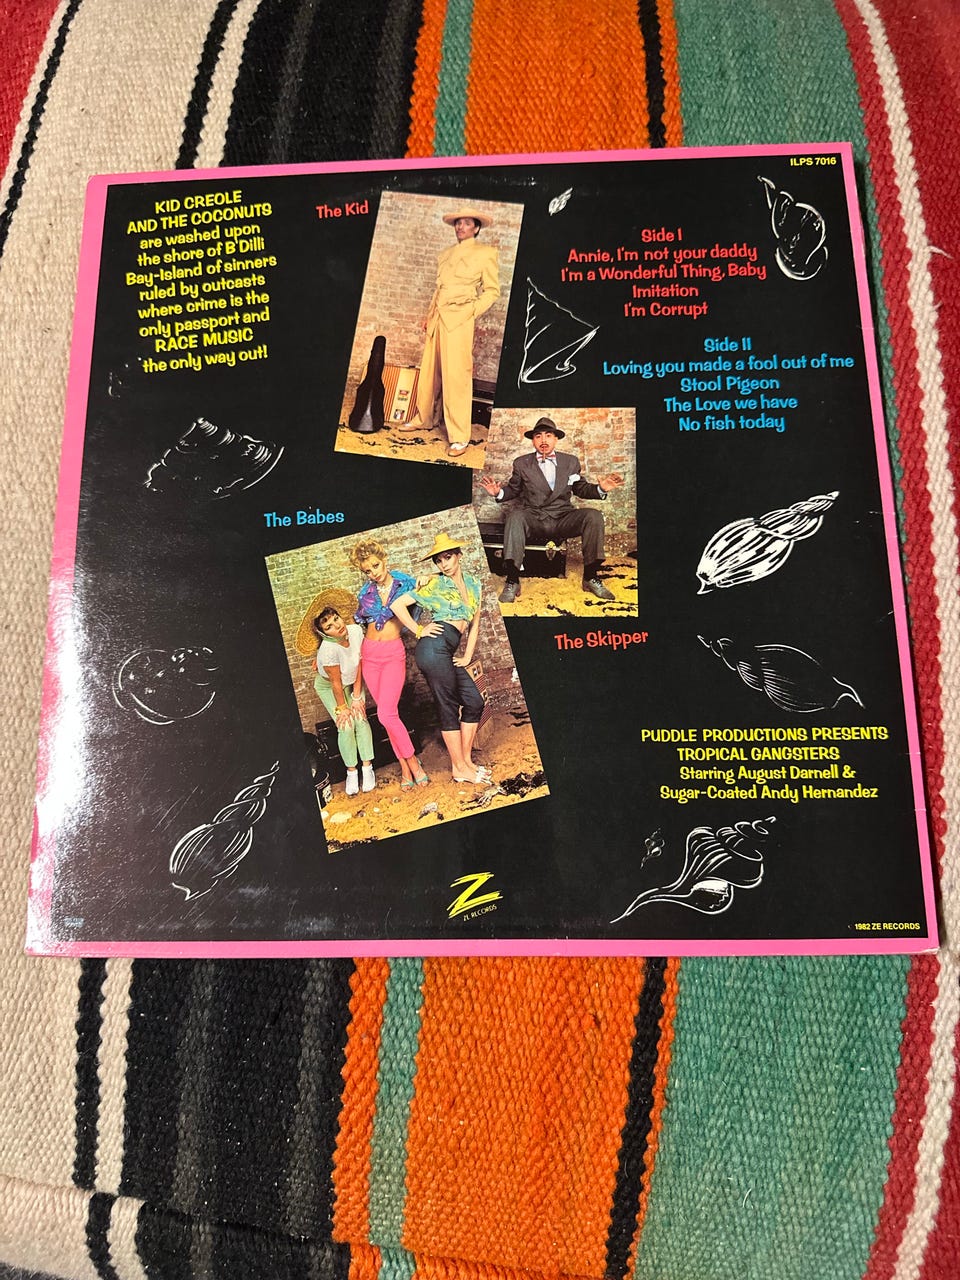 ILPS 7016
KID CREOLE
AND THE COCONUTS
are washed upon
the shore of B'Dilli
Bay-Island of sinners
ruled by outcasts
where crime is the
only passport and
RACE MUSIC
the only way out!
The Kid
Side I
Annie, I'm not your daddy
I'm a Wonderful Thing, Baby
Imitation
I'm Corrupt
Side II
Loving you made a fool out of me
Stool Pigeon
The Love we have
No fish today
The Babes
The Skipper
PUDDLE PRODUCTIONS PRESENTS
TROPICAL GANGSTERS
Starring August Darnell &
Sugar-Coated Andy Hernandez
Z
ZE RECORDS
1982 ZE RECORDS